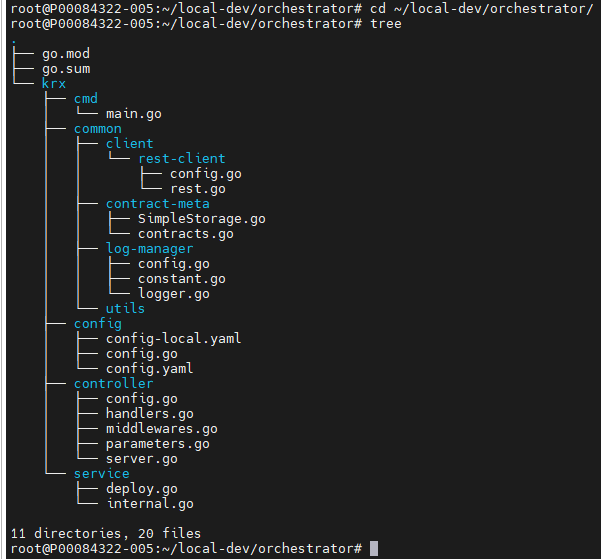 root@P00084322-005:~/local-dev/orchestrator# cd ~/local-dev/orchestrator/
root@P00084322-005:~/local-dev/orchestrator# tree
.
├── go.mod
├── go.sum
└── krx
    ├── cmd
    │   └── main.go
    ├── common
    │   ├── client
    │   │   └── rest-client
    │   │       ├── config.go
    │   │       └── rest.go
    │   ├── contract-meta
    │   │   ├── SimpleStorage.go
    │   │   └── contracts.go
    │   ├── log-manager
    │   │   ├── config.go
    │   │   ├── constant.go
    │   │   └── logger.go
    │   └── utils
    ├── config
    │   ├── config-local.yaml
    │   ├── config.go
    │   └── config.yaml
    ├── controller
    │   ├── config.go
    │   ├── handlers.go
    │   ├── middlewares.go
    │   ├── parameters.go
    │   └── server.go
    └── service
        ├── deploy.go
        └── internal.go

11 directories, 20 files
root@P00084322-005:~/local-dev/orchestrator#